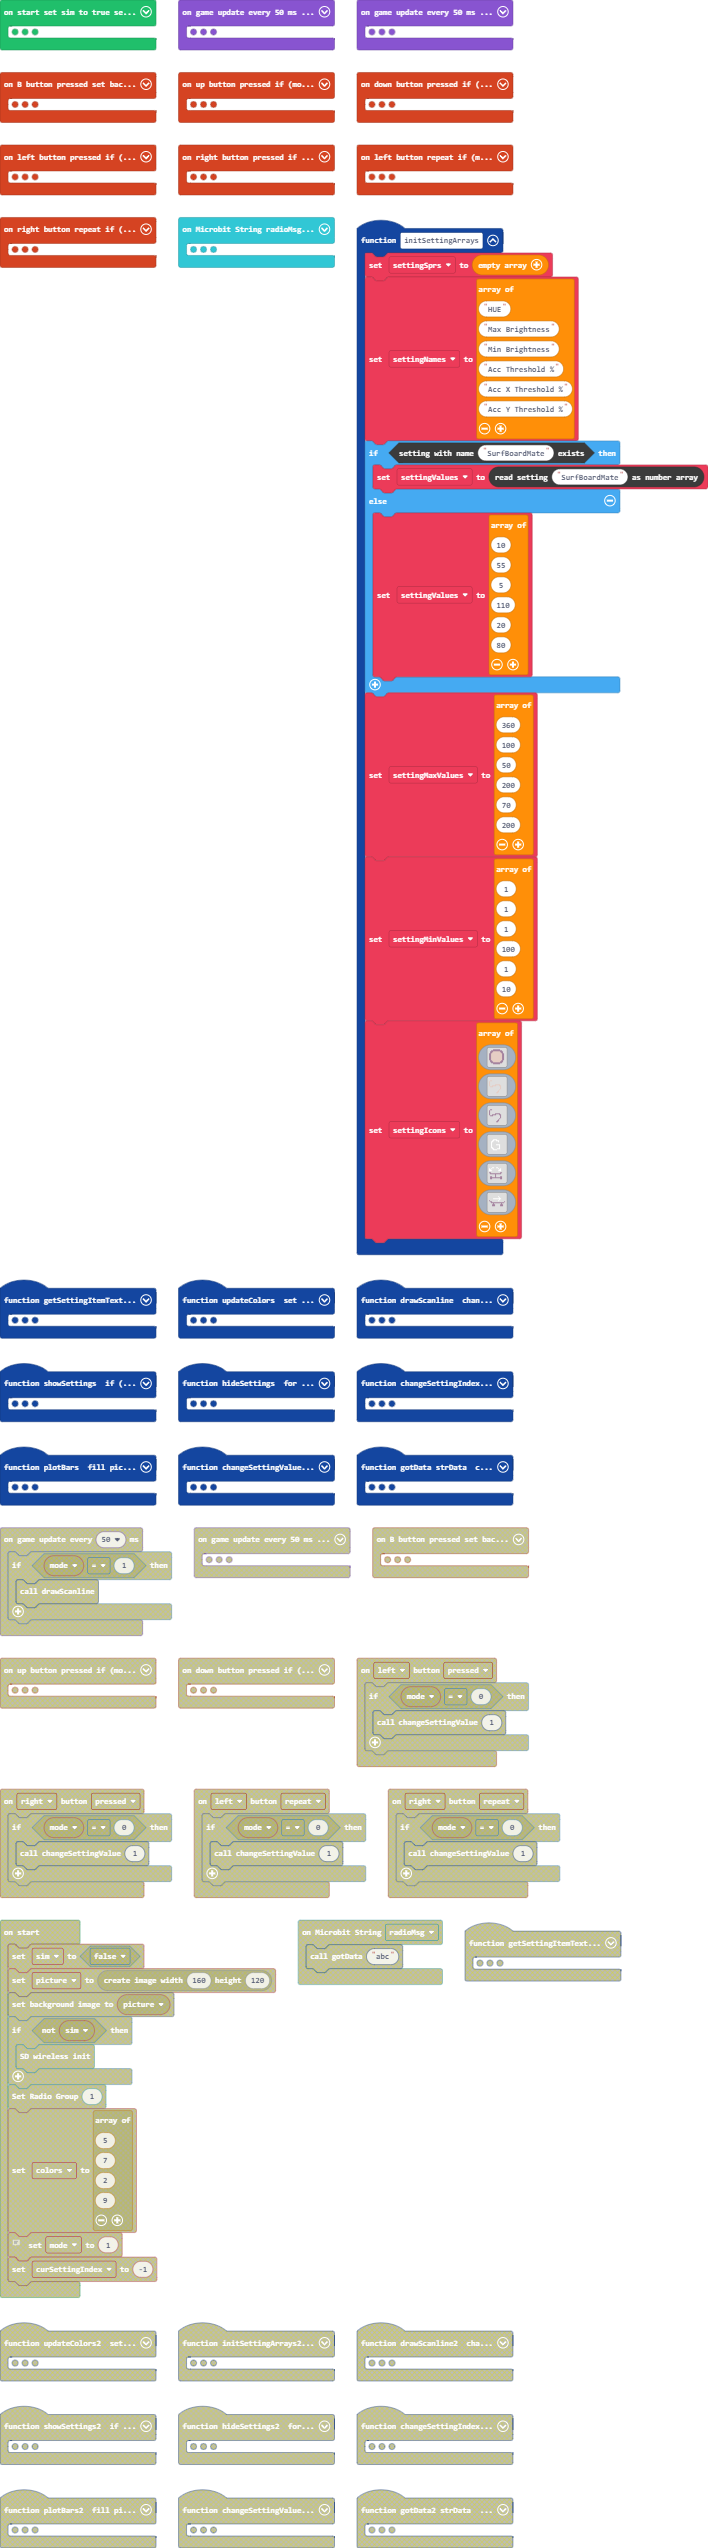 on start set sim to true se...
on game update every 50 ms ...
on game update every 50 ms ...
on B button pressed set bac...
on up button pressed if (mo...
on down button pressed if (...
on left button pressed if (...
on right button pressed if ...
on left button repeat if (m...
on right button repeat if (...
on Microbit String radioMsg...
function initSettingArrays
set settingSprs to empty array
array of
"HUE"
"Max Brightness"
"Min Brightness"
set settingNames to
"Acc Threshold %"
"Acc X Threshold %"
"Acc Y Threshold %"
if setting with name "SurfBoardMate" exists then
set settingValues to read setting "SurfBoardMate" as number array
else
array of
10
55
5
set settingValues to
110
20
80
array of
360
100
50
set settingMaxValues to
200
70
200
array of
1
1
1
set settingMinValues to
100
1
10
array of
set settingIcons to
G
function getSettingItemText...
function updateColors set ...
function drawScanline chan...
function showSettings if (...
function hideSettings for ...
function changeSettingIndex...
function plotBars fill pic...
function changeSettingValue...
function gotData strData c...
on game update every 50 ms
if mode = 1 then
call drawScanline
on game update every 50 ms ...
on B button pressed set bac...
on up button pressed if (mo...
on down button pressed if (...
on left button pressed
if mode = 0 then
call changeSettingValue 1
on right button pressed
if mode = 0 then
call changeSettingValue 1
on left button repeat
if mode = 0 then
call changeSettingValue 1
on right button repeat
if mode = 0 then
call changeSettingValue 1
on start
set sim to false
set picture to create image width 160 height 120
set background image to picture
if not sim then
SD wireless init
Set Radio Group 1
array of
5
7
set colors to
2
9
set mode to 1
set curSettingIndex to -1
on Microbit String radioMsg
call gotData "abc"
function getSettingItemText...
function updateColors2 set...
function initSettingArrays2...
function drawScanline2 cha...
function showSettings2 if ...
function hideSettings2 for...
function changeSettingIndex...
function plotBars2 fill pi...
function changeSettingValue...
function gotData2 strData ...